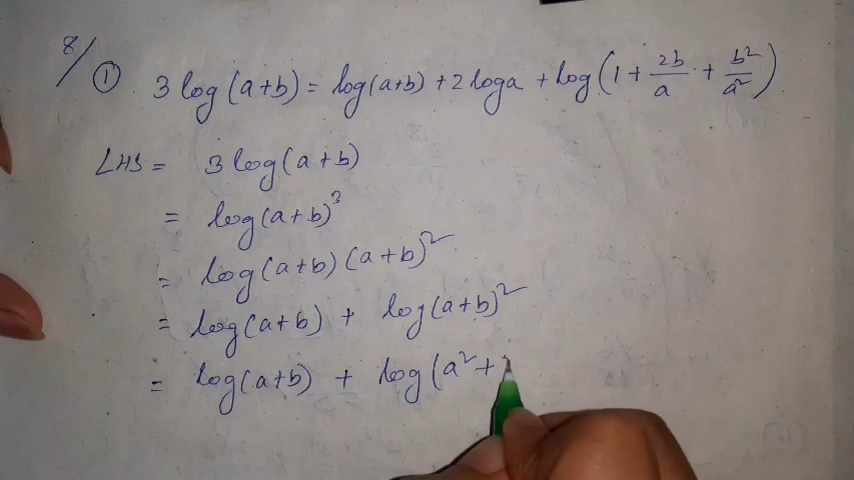 8/ ① 3 log (a+b) = log(a+b) + 2 loga + log(1 + 2b/a + b²/a²)
LHS = 3 log(a+b)
= log(a+b)³
= log(a+b)(a+b)²
= log(a+b) + log(a+b)²
= log(a+b) + log(a²+